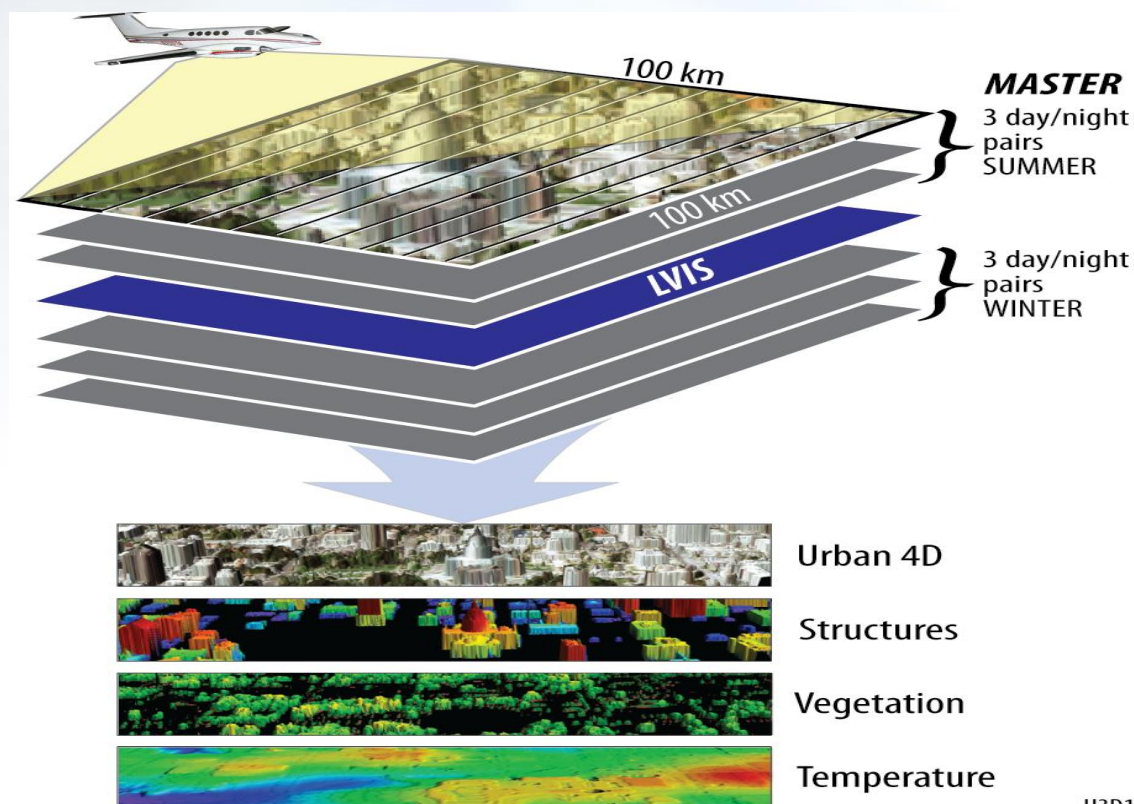 100 km
MASTER
3 day/night
pairs
SUMMER
100 km
LVIS
3 day/night
pairs
WINTER
Urban 4D
Structures
Vegetation
Temperature